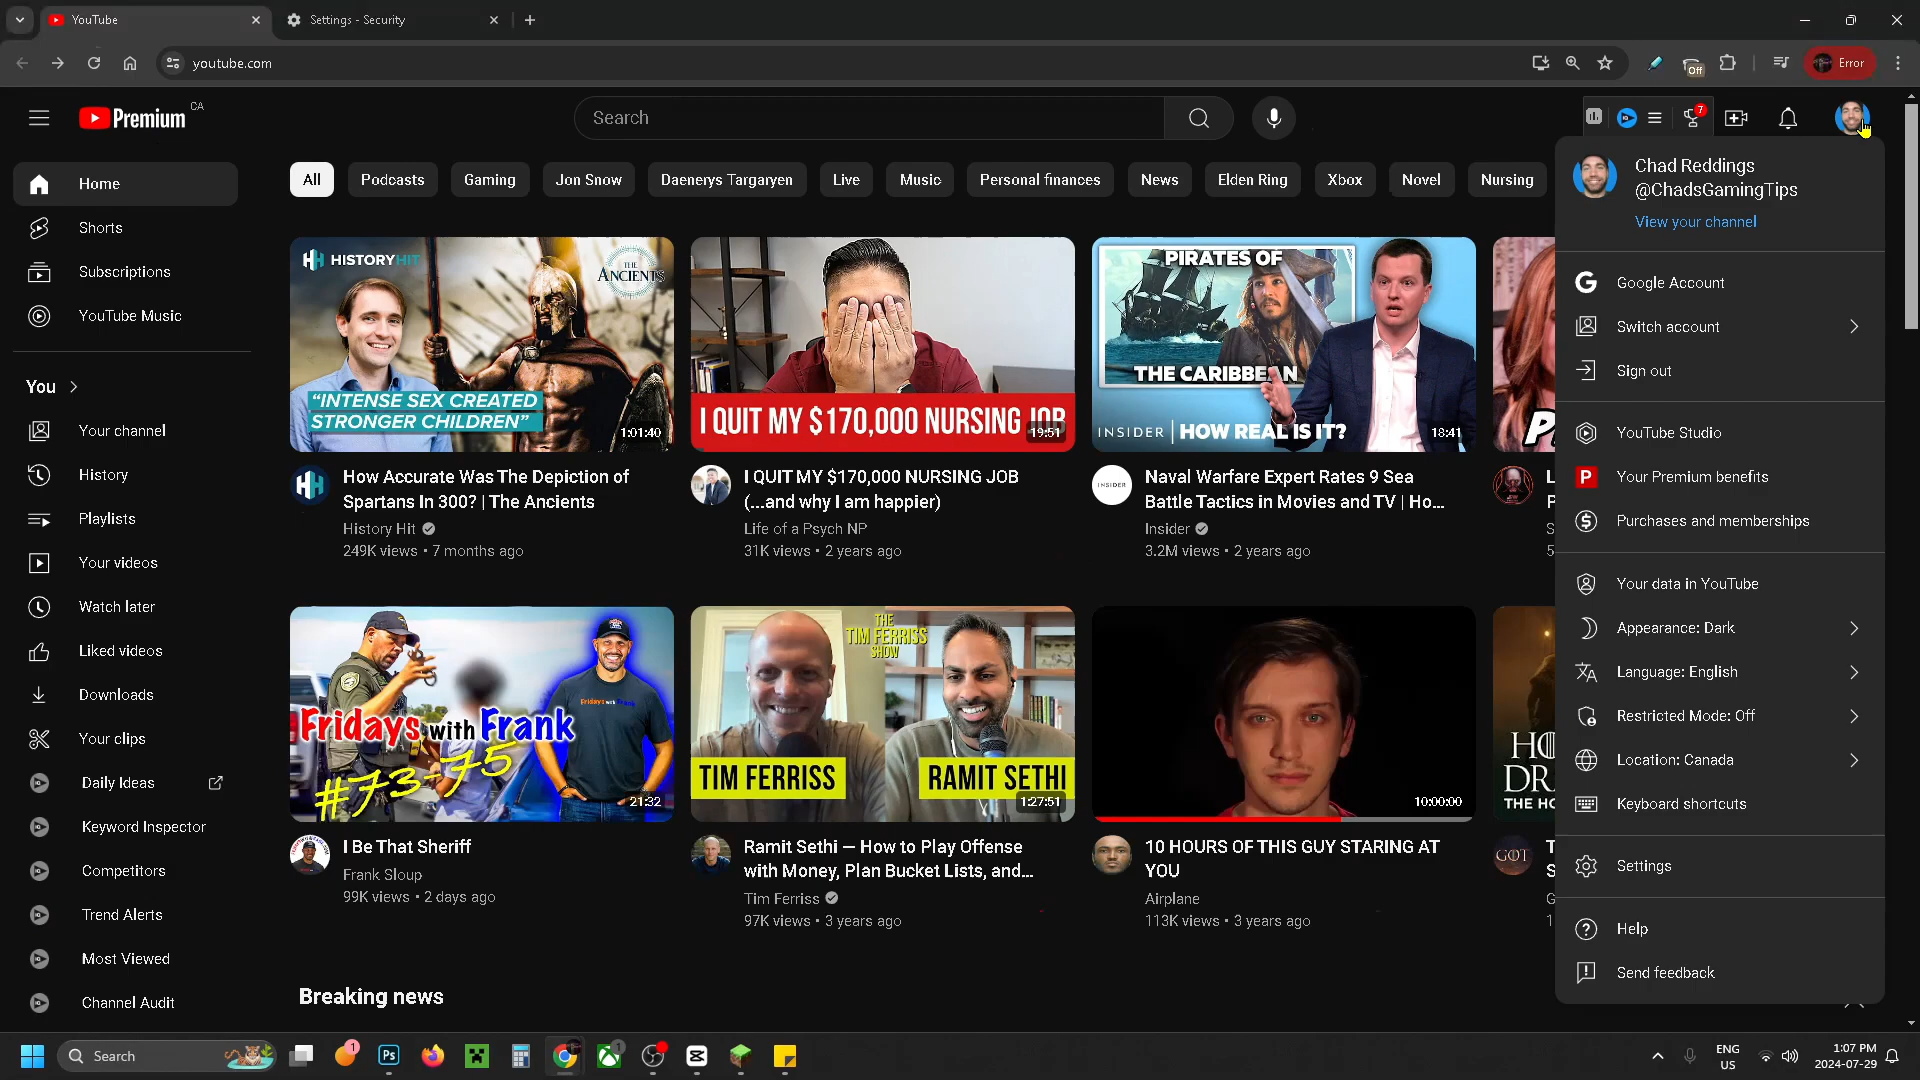 YouTube
Settings - Security
youtube.com
Off
Error
Premium
CA
Search
7
Home
Shorts
Subscriptions
YouTube Music
You
Your channel
History
Playlists
Your videos
Watch later
Liked videos
Downloads
Your clips
Daily Ideas
Keyword Inspector
Competitors
Trend Alerts
Most Viewed
Channel Audit
All
Podcasts
Gaming
Jon Snow
Daenerys Targaryen
Live
Music
Personal finances
News
Elden Ring
Xbox
Novel
Nursing
HISTORY HIT
THE
ANCIENTS
"INTENSE SEX CREATED
STRONGER CHILDREN"
1:01:40
How Accurate Was The Depiction of
Spartans In 300? | The Ancients
History Hit
249K views • 7 months ago
I QUIT MY $170,000 NURSING JOB
19:51
I QUIT MY $170,000 NURSING JOB
(...and why I am happier)
Life of a Psych NP
31K views • 2 years ago
PIRATES OF
THE CARIBBEAN
INSIDER | HOW REAL IS IT?
18:41
INSIDER
Naval Warfare Expert Rates 9 Sea
Battle Tactics in Movies and TV | Ho...
Insider
3.2M views • 2 years ago
Fridays with Frank
#73-75
21:32
I Be That Sheriff
Frank Sloup
99K views • 2 days ago
THE
TIM FERRISS
SHOW
TIM FERRISS
RAMIT SETHI
1:27:51
Ramit Sethi — How to Play Offense
with Money, Plan Bucket Lists, and...
Tim Ferriss
97K views • 3 years ago
10:00:00
10 HOURS OF THIS GUY STARING AT
YOU
Airplane
113K views • 3 years ago
GOT
Breaking news
Chad Reddings
@ChadsGamingTips
View your channel
Google Account
Switch account
Sign out
YouTube Studio
Your Premium benefits
Purchases and memberships
Your data in YouTube
Appearance: Dark
Language: English
Restricted Mode: Off
Location: Canada
Keyboard shortcuts
Settings
Help
Send feedback
Search
1
Ps
1
ENG
US
1:07 PM
2024-07-29